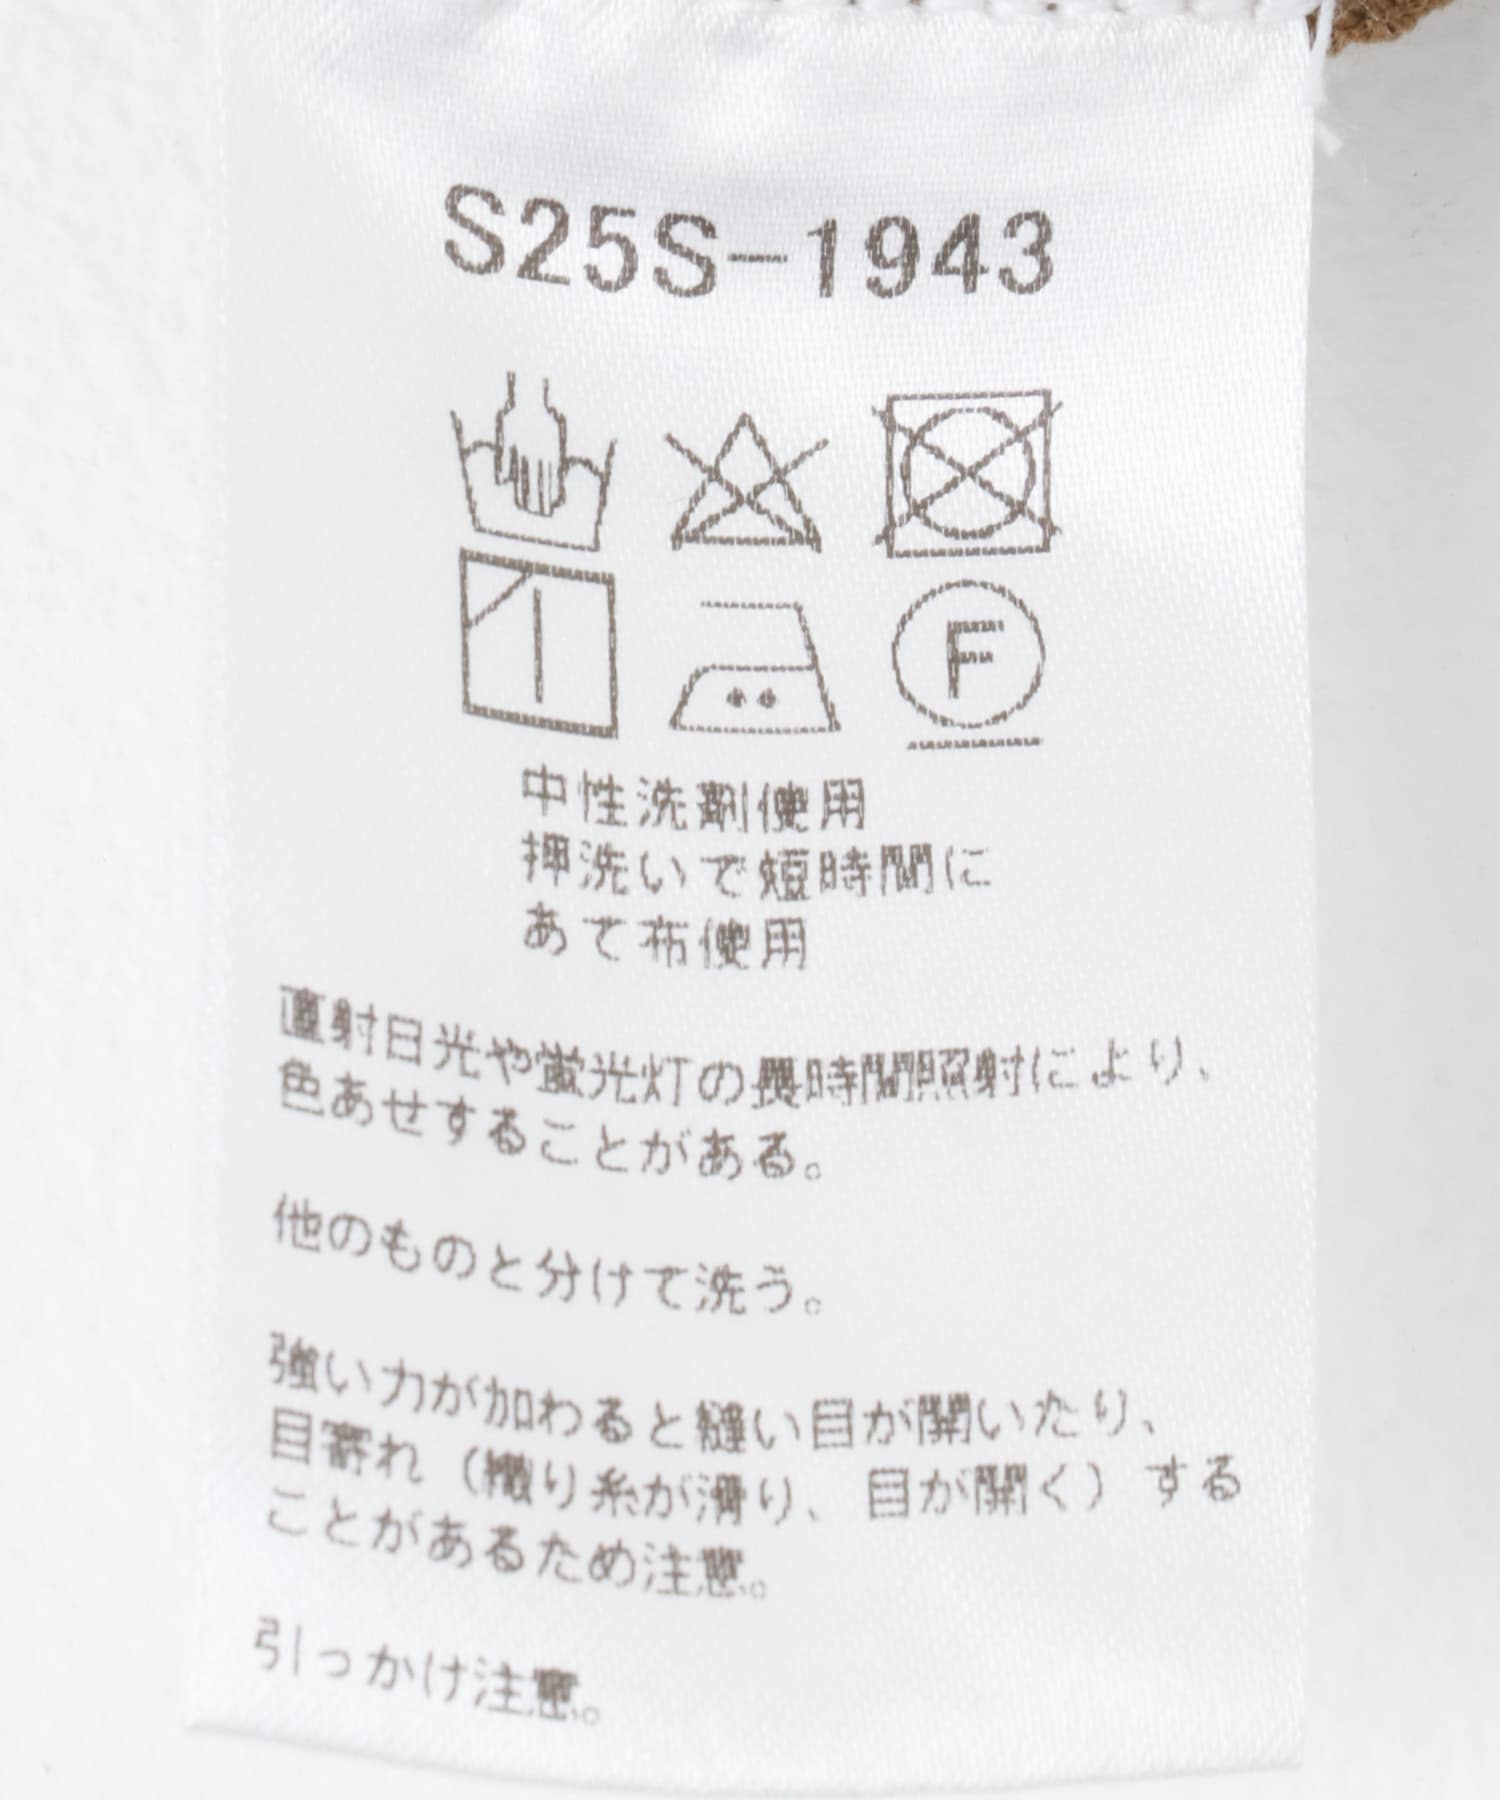 S25S-1943
F
中性洗剤使用
押洗いで短時間に
あて布使用
直射日光や蛍光灯の長時間照射により、
色あせすることがある。
他のものと分けて洗う。
強い力が加わると縫い目が開いたり、
目寄れ（織り糸が滑り、目が開く）する
ことがあるため注意。
引っかけ注意。